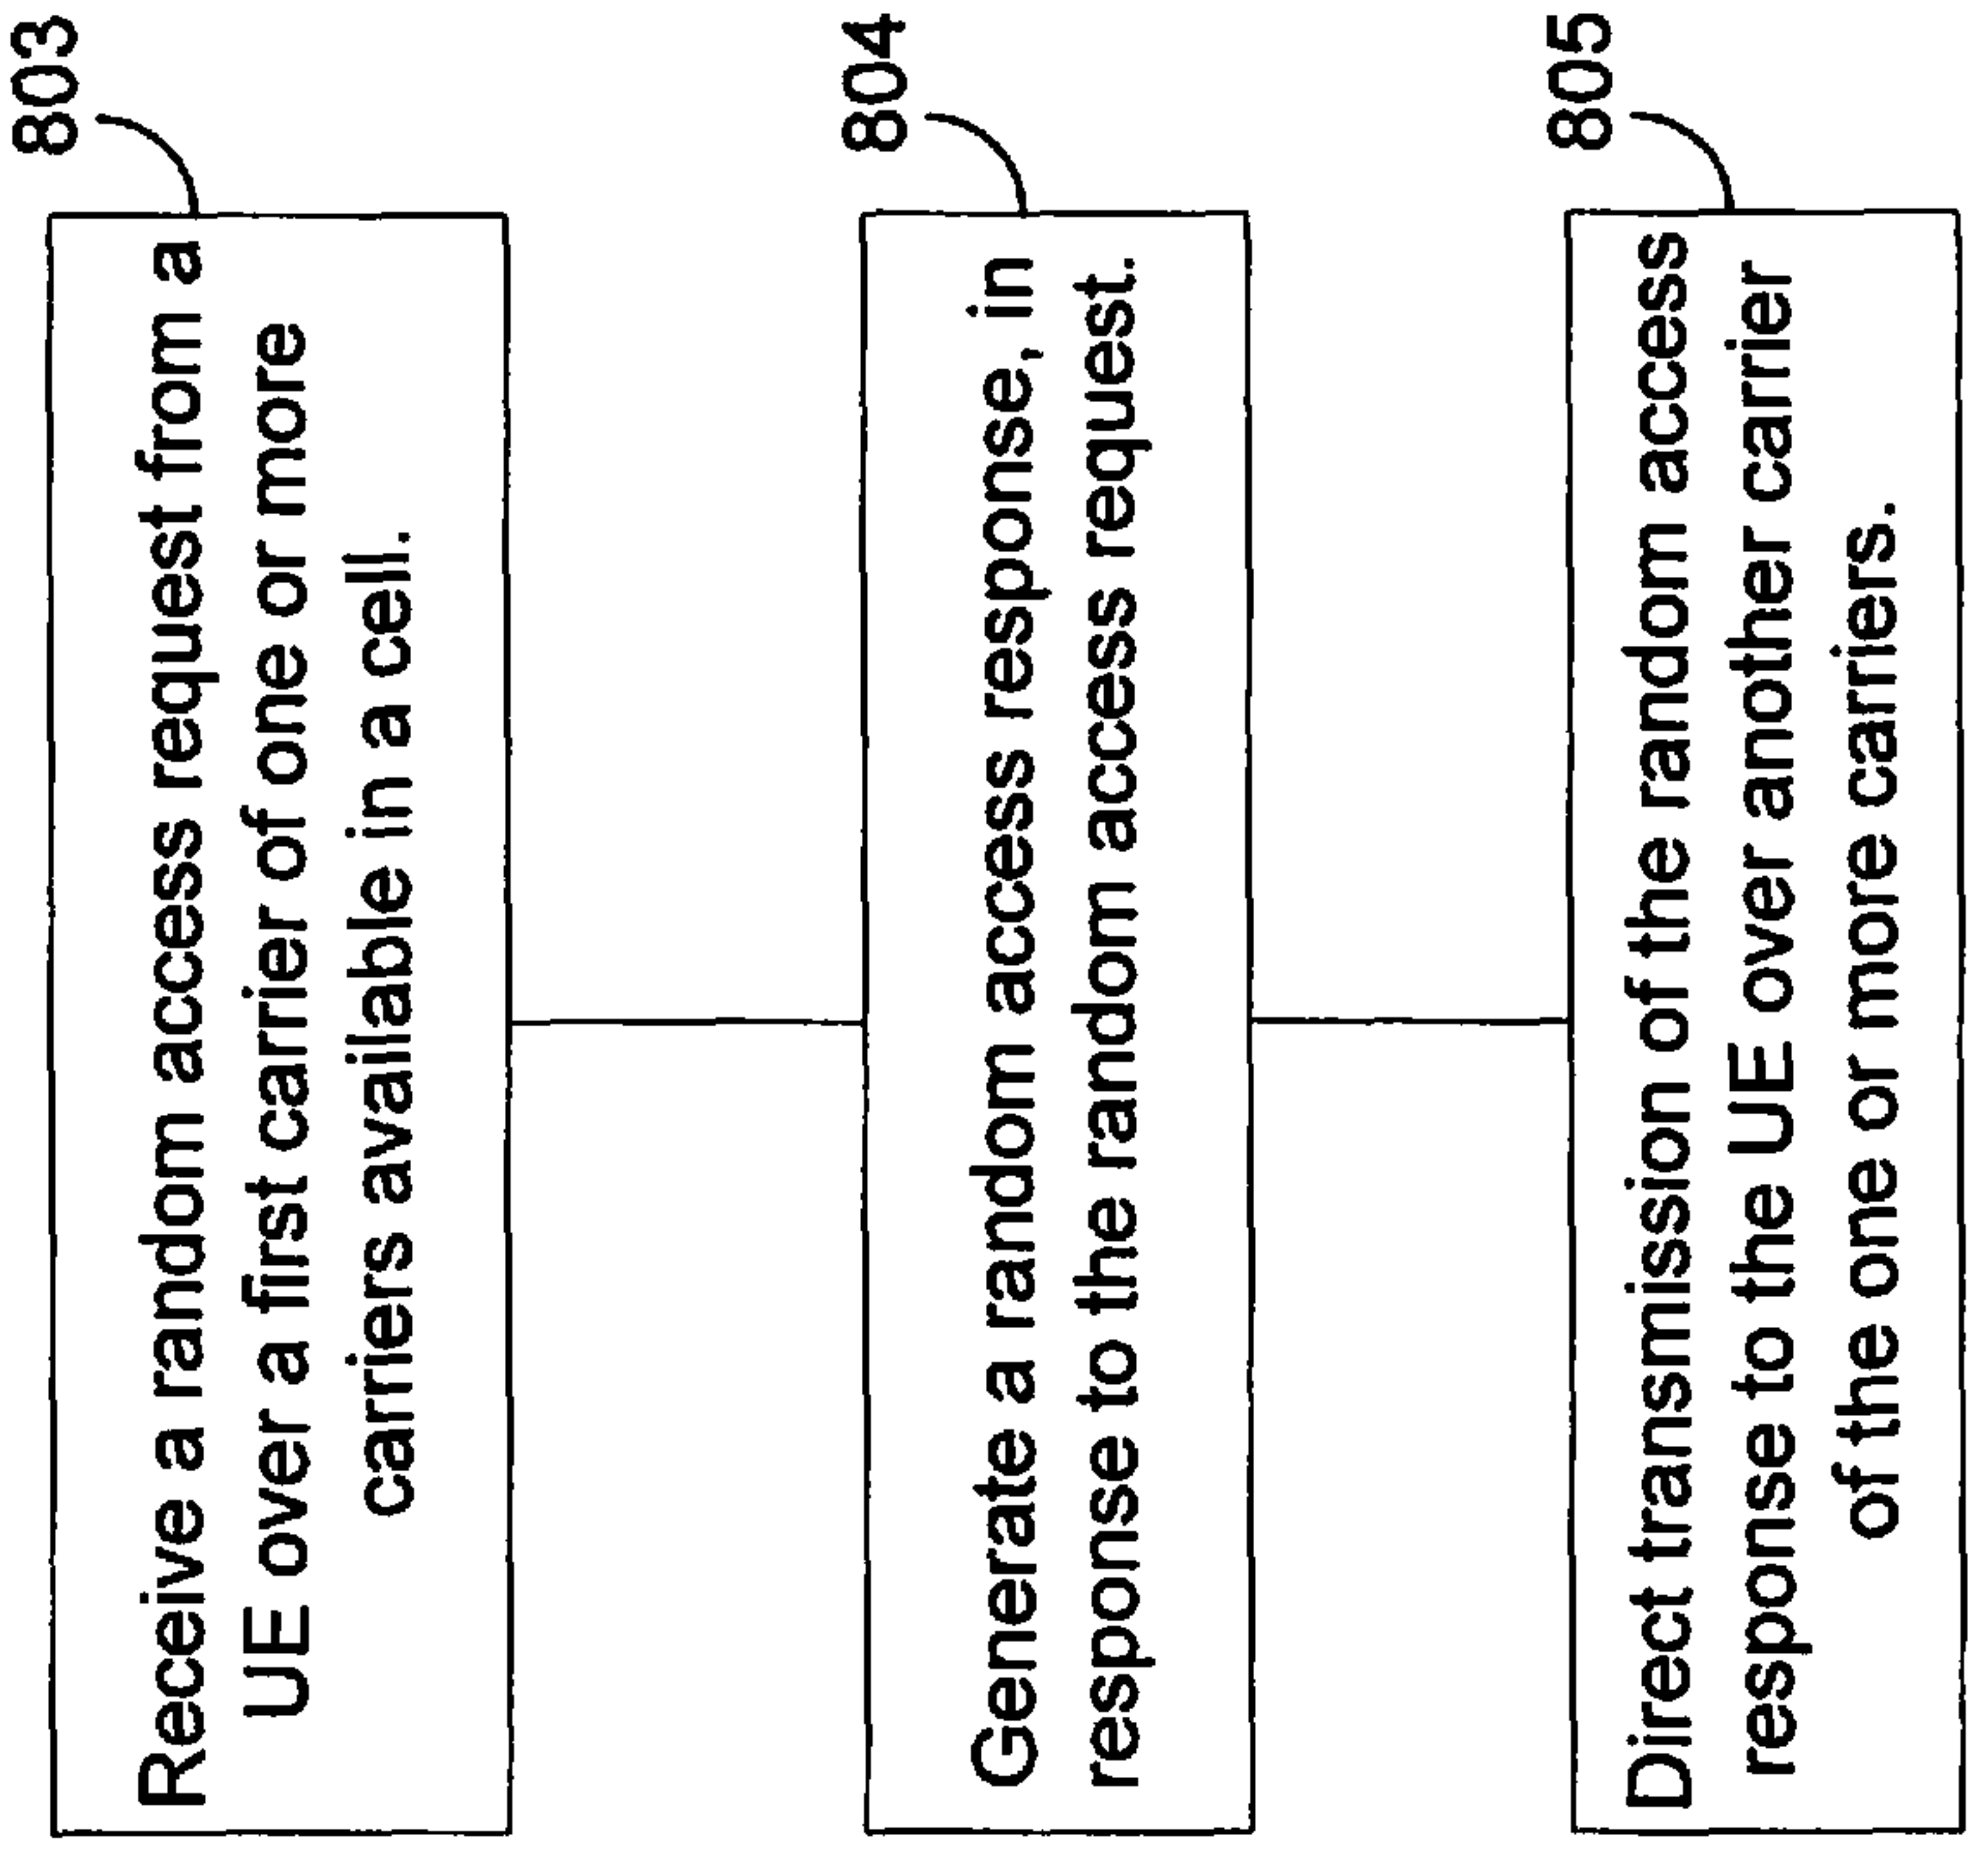 803
Receive a random access request from a
UE over a first carrier of one or more
carriers available in a cell.
804
Generate a random access response, in
response to the random access request.
805
Direct transmission of the random access
response to the UE over another carrier
of the one or more carriers.